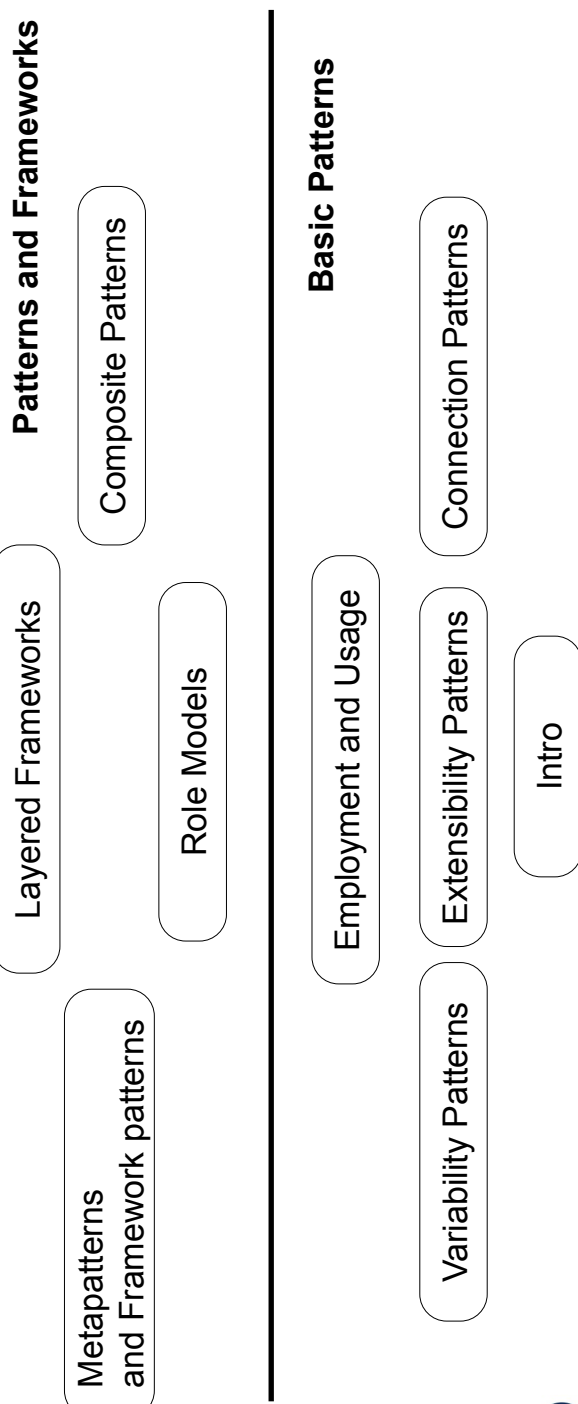 Patterns and Frameworks
Layered Frameworks
Composite Patterns
Metapatterns
and Framework patterns
Role Models
Basic Patterns
Employment and Usage
Variability Patterns
Extensibility Patterns
Connection Patterns
Intro